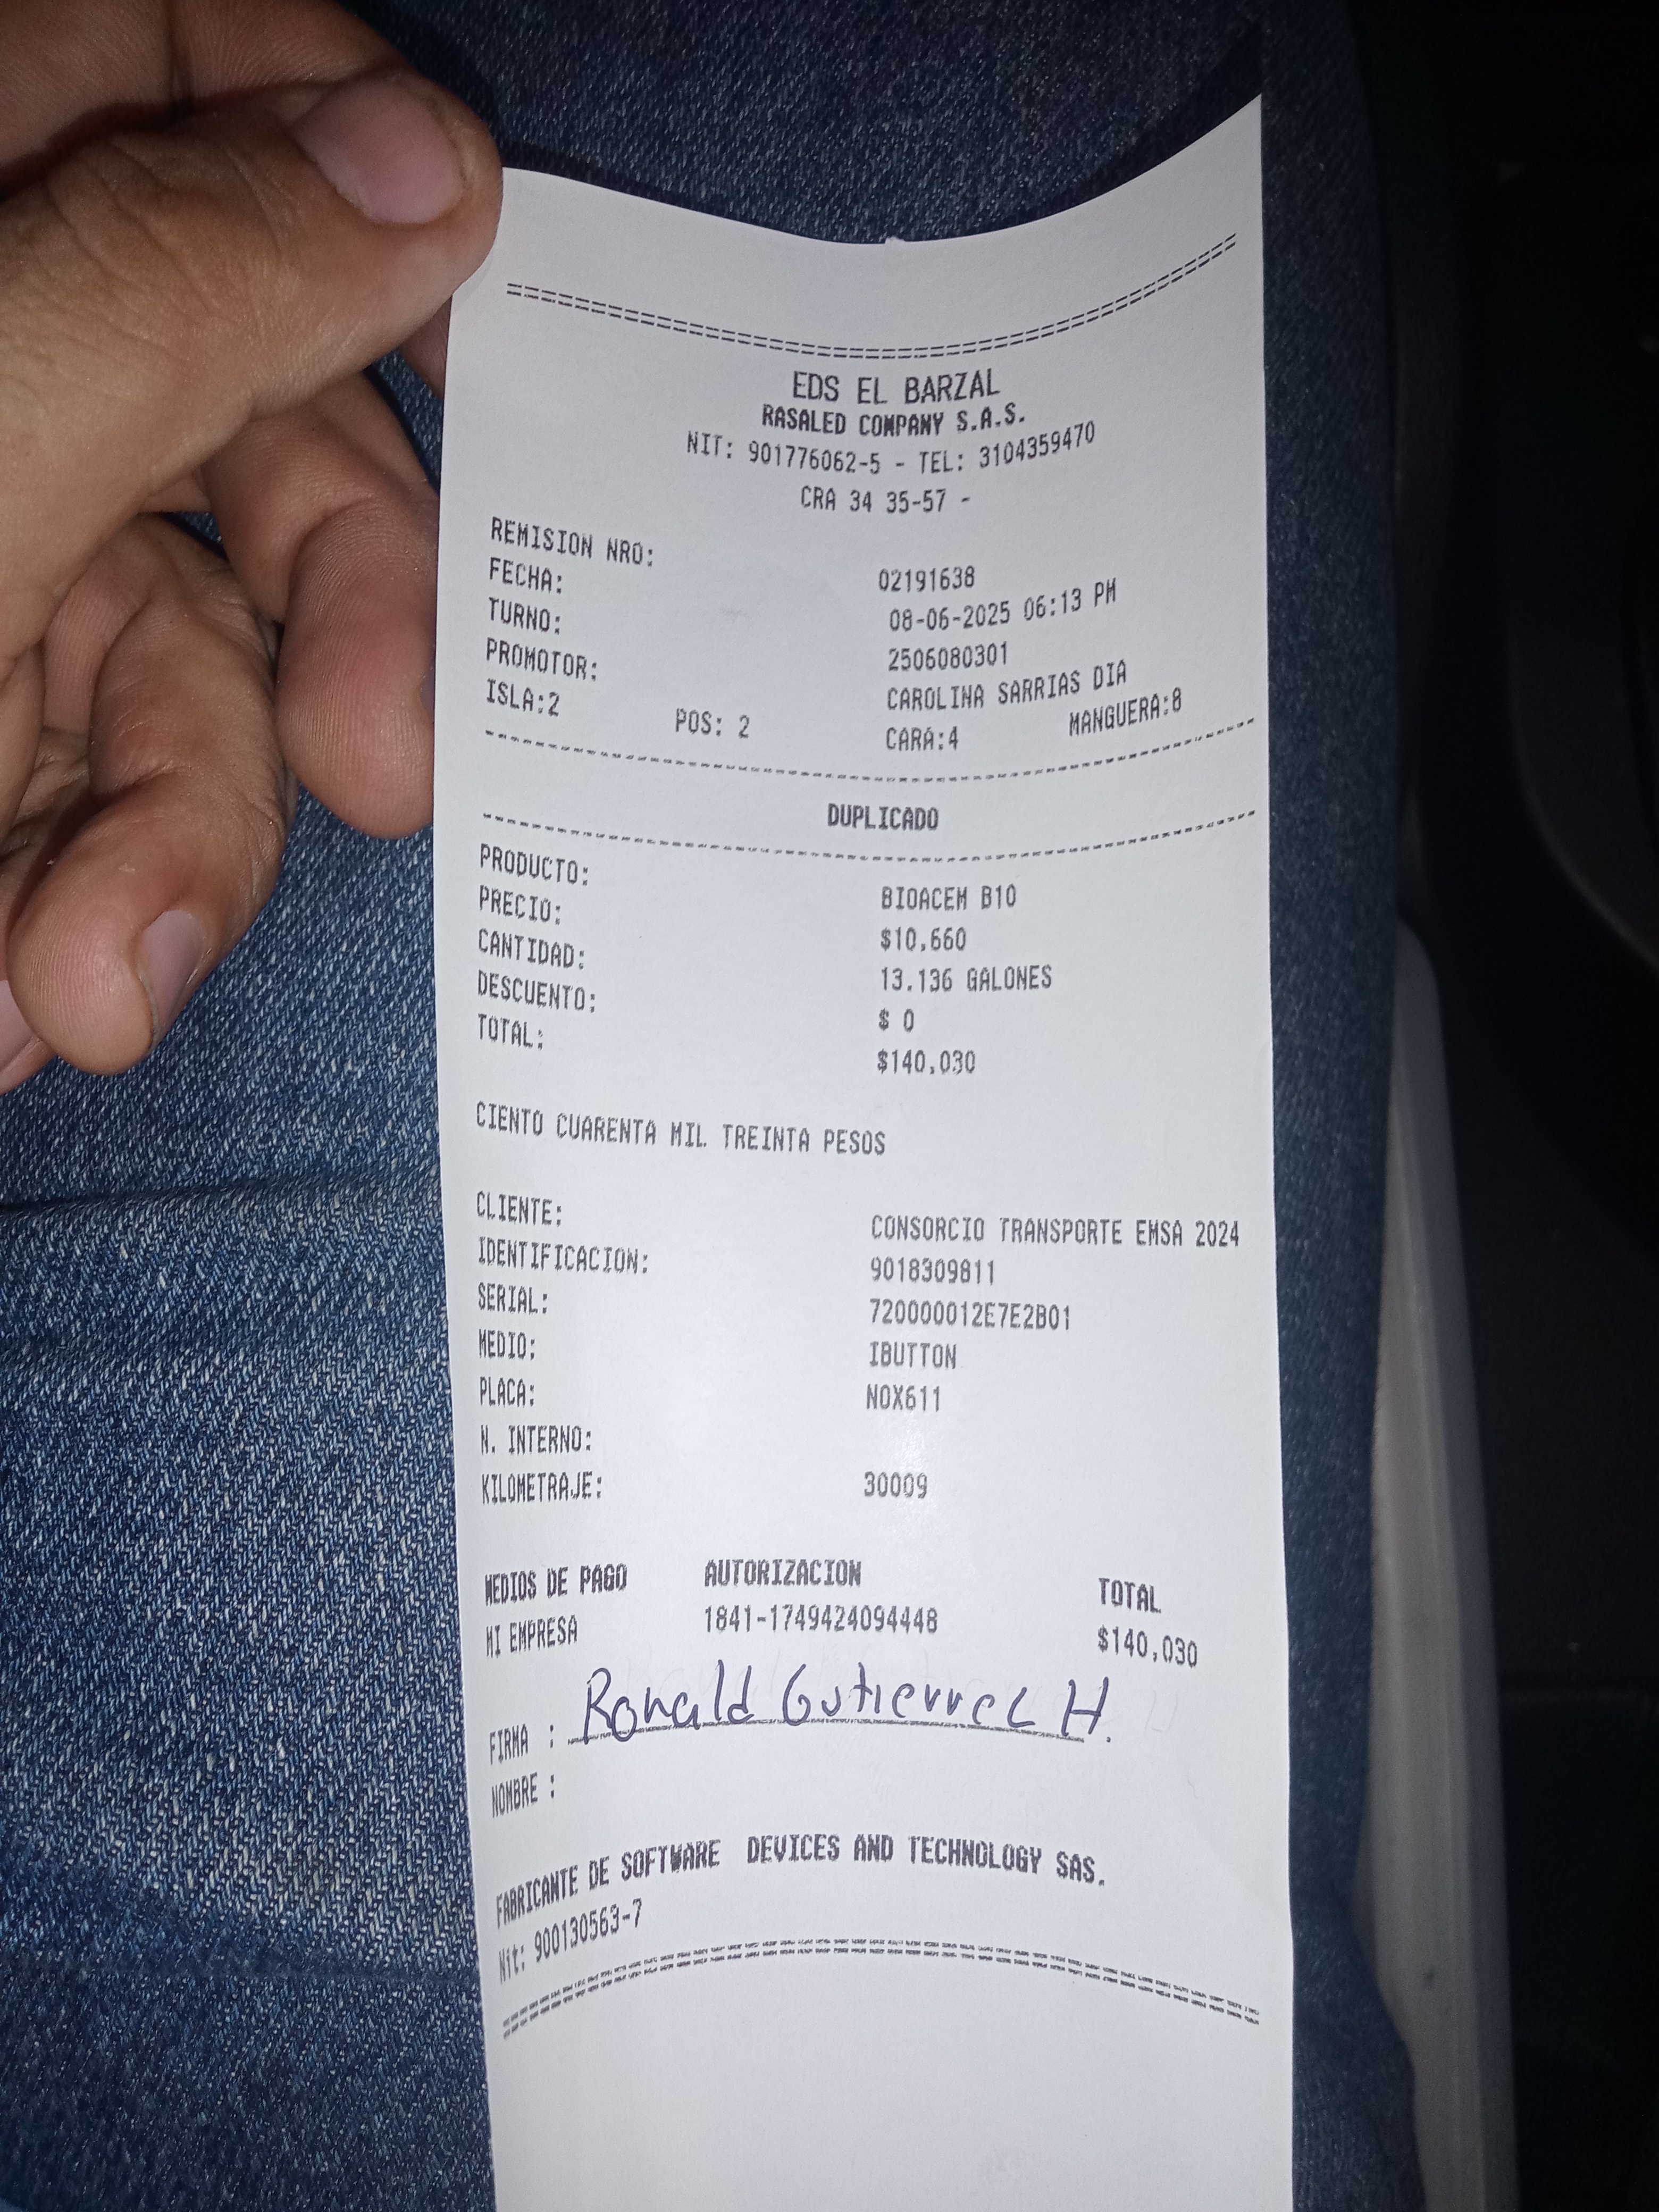 EDS EL BARZAL
RASALED COMPANY S.A.S.
NIT: 901776062-5 - TEL: 3104359470
CRA 34 35-57 -
REMISION NRO: 02191638
FECHA: 08-06-2025 06:13 PM
TURNO: 2506080301
PROMOTOR: CAROLINA SARRIAS DIA
ISLA:2 POS: 2 CARA:4 MANGUERA:8
DUPLICADO
PRODUCTO: BIOACEM B10
PRECIO: $10,660
CANTIDAD: 13.136 GALONES
DESCUENTO: $ 0
TOTAL: $140,030
CIENTO CUARENTA MIL TREINTA PESOS
CLIENTE: CONSORCIO TRANSPORTE EMSA 2024
IDENTIFICACION: 9018309811
SERIAL: 720000012E7E2B01
MEDIO: IBUTTON
PLACA: NOX611
N. INTERNO:
KILOMETRAJE: 30009
MEDIOS DE PAGO AUTORIZACION TOTAL
MI EMPRESA 1841-1749424094448 $140,030
FIRMA : Ronald Gutierrez H.
NOMBRE :
FABRICANTE DE SOFTWARE DEVICES AND TECHNOLOGY SAS.
Nit: 900130563-7